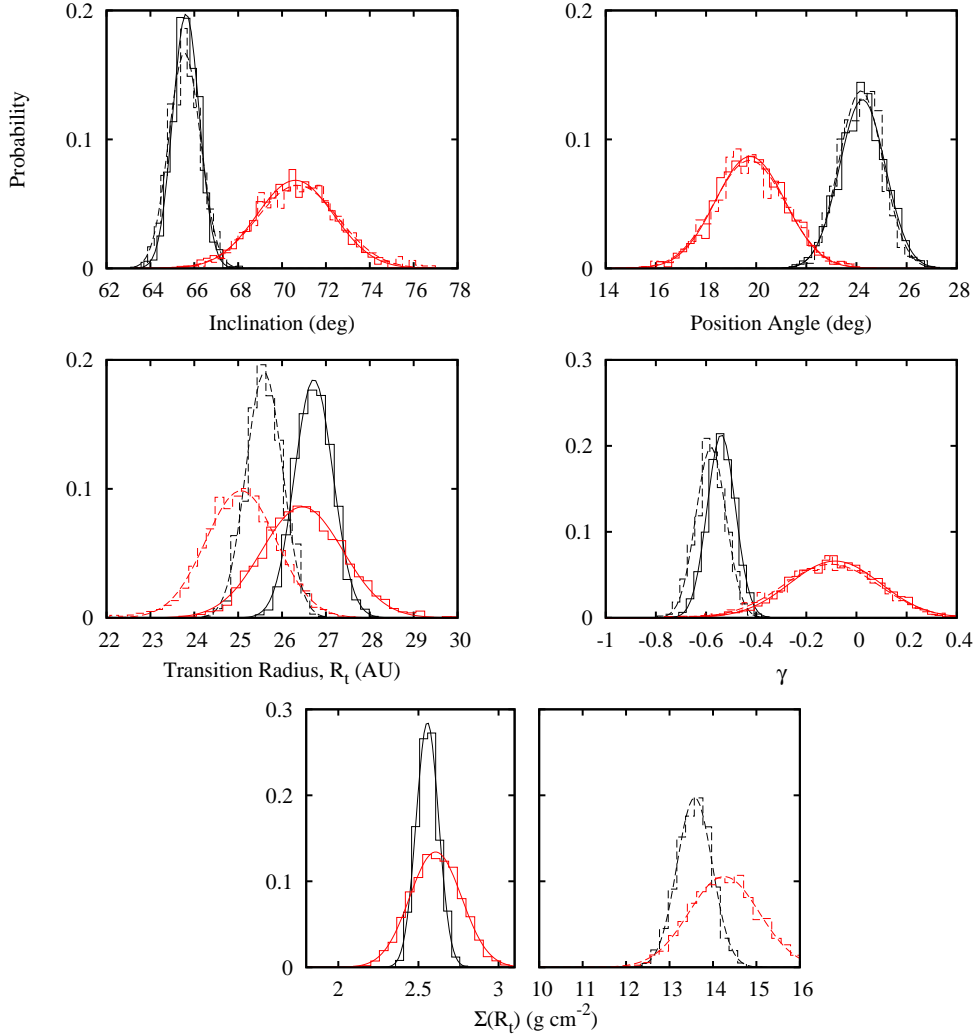 0.2
0.1
0
62 64 66 68 70 72 74 76 78
Inclination (deg)
Probability
0.2
0.1
0
14 16 18 20 22 24 26 28
Position Angle (deg)
0.2
0.1
0
22 23 24 25 26 27 28 29 30
Transition Radius, R_t (AU)
0.3
0.2
0.1
0
-1 -0.8 -0.6 -0.4 -0.2 0 0.2 0.4
γ
0.3
0.2
0.1
0
2 2.5 3
10 11 12 13 14 15 16
Σ(R_t) (g cm^-2)